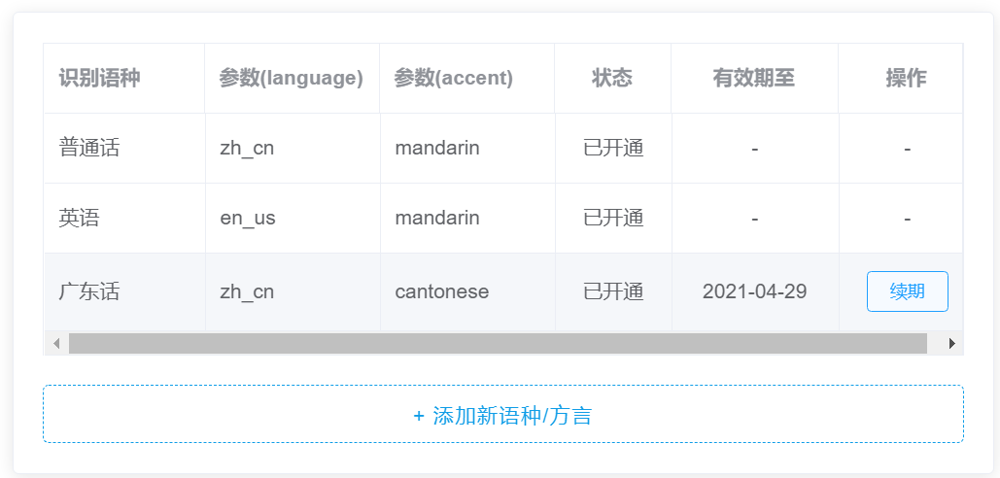 识别语种 参数(language) 参数(accent) 状态 有效期至 操作
普通话 zh_cn mandarin 已开通 - -
英语 en_us mandarin 已开通 - -
广东话 zh_cn cantonese 已开通 2021-04-29 续期
+ 添加新语种/方言